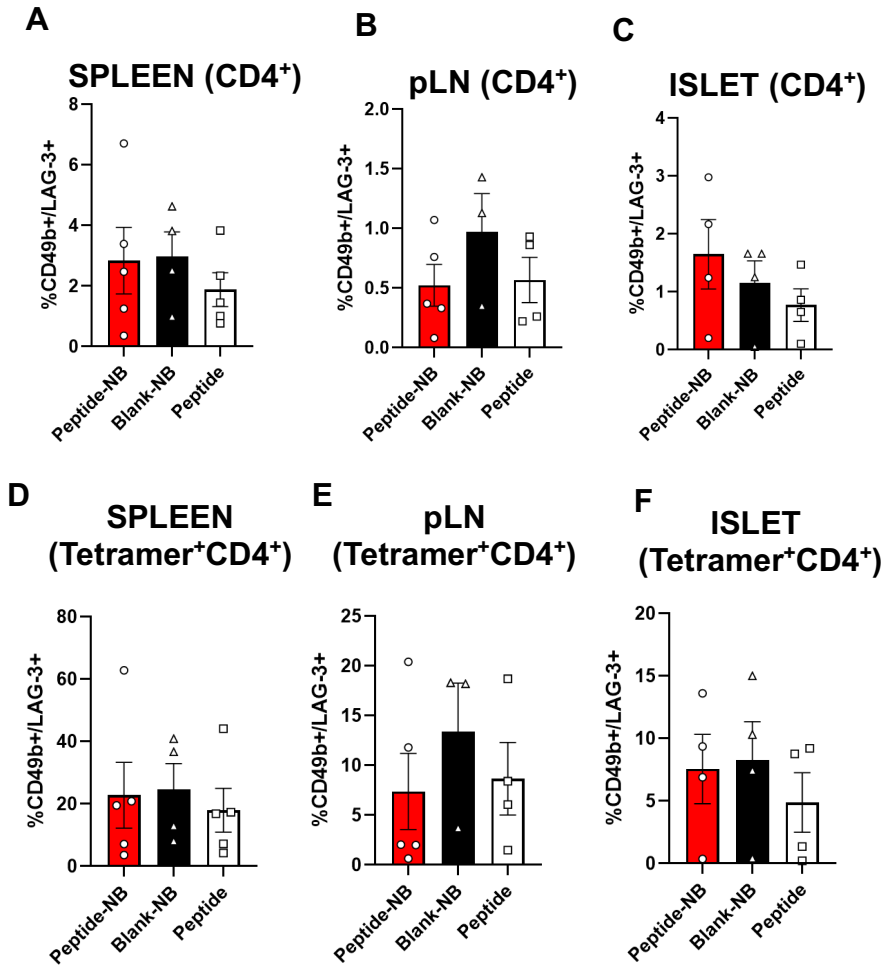 A
SPLEEN (CD4⁺)
%CD49b+/LAG-3+
8
6
4
2
0
Peptide-NB
Blank-NB
Peptide
B
pLN (CD4⁺)
%CD49b+/LAG-3+
2.0
1.5
1.0
0.5
0.0
Peptide-NB
Blank-NB
Peptide
C
ISLET (CD4⁺)
%CD49b+/LAG-3+
4
3
2
1
0
Peptide-NB
Blank-NB
Peptide
D
SPLEEN
(Tetramer⁺CD4⁺)
%CD49b+/LAG-3+
80
60
40
20
0
Peptide-NB
Blank-NB
Peptide
E
pLN
(Tetramer⁺CD4⁺)
%CD49b+/LAG-3+
25
20
15
10
5
0
Peptide-NB
Blank-NB
Peptide
F
ISLET
(Tetramer⁺CD4⁺)
%CD49b+/LAG-3+
20
15
10
5
0
Peptide-NB
Blank-NB
Peptide